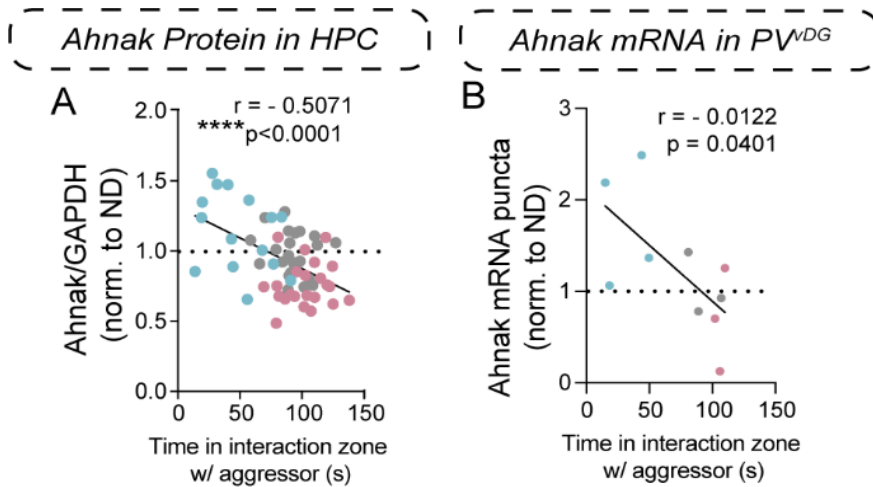 Ahnak Protein in HPC
Ahnak mRNA in PVvDG
A
r = - 0.5071
****p<0.0001
2.0
1.5
1.0
0.5
0.0
Ahnak/GAPDH
(norm. to ND)
0 50 100 150
Time in interaction zone
w/ aggressor (s)
B
r = - 0.0122
p = 0.0401
3
2
1
0
Ahnak mRNA puncta
(norm. to ND)
0 50 100 150
Time in interaction zone
w/ aggressor (s)